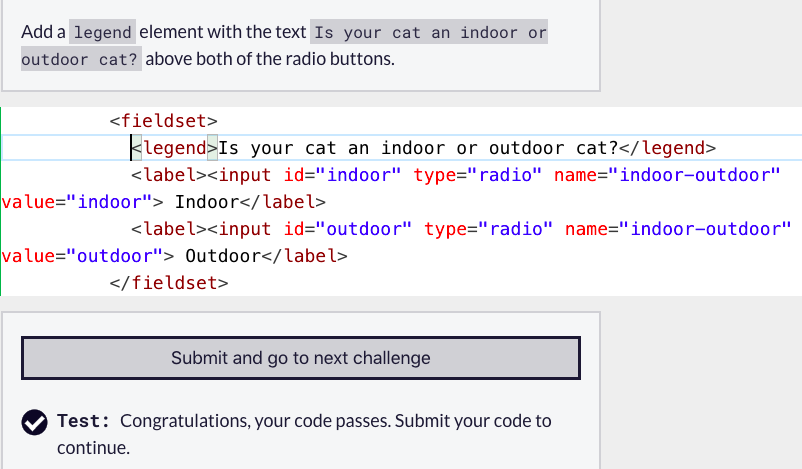 Add a legend element with the text Is your cat an indoor or
outdoor cat? above both of the radio buttons.
<fieldset>
<legend>Is your cat an indoor or outdoor cat?</legend>
<label><input id="indoor" type="radio" name="indoor-outdoor"
value="indoor"> Indoor</label>
<label><input id="outdoor" type="radio" name="indoor-outdoor"
value="outdoor"> Outdoor</label>
</fieldset>
Submit and go to next challenge
Test: Congratulations, your code passes. Submit your code to
continue.